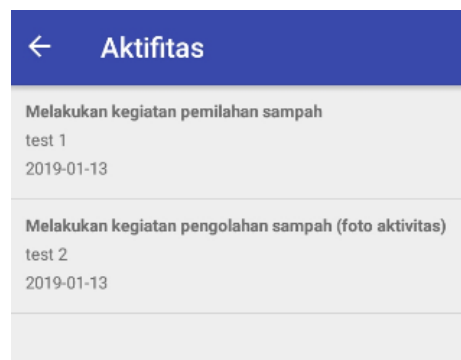 Aktifitas
Melakukan kegiatan pemilahan sampah
test 1
2019-01-13
Melakukan kegiatan pengolahan sampah (foto aktivitas)
test 2
2019-01-13